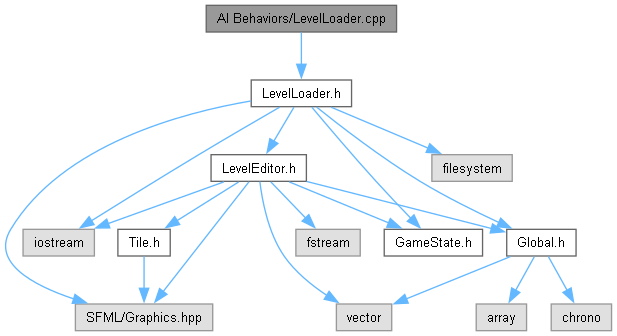 AI Behaviors/LevelLoader.cpp
LevelLoader.h
LevelEditor.h
filesystem
iostream
Tile.h
fstream
GameState.h
Global.h
SFML/Graphics.hpp
vector
array
chrono